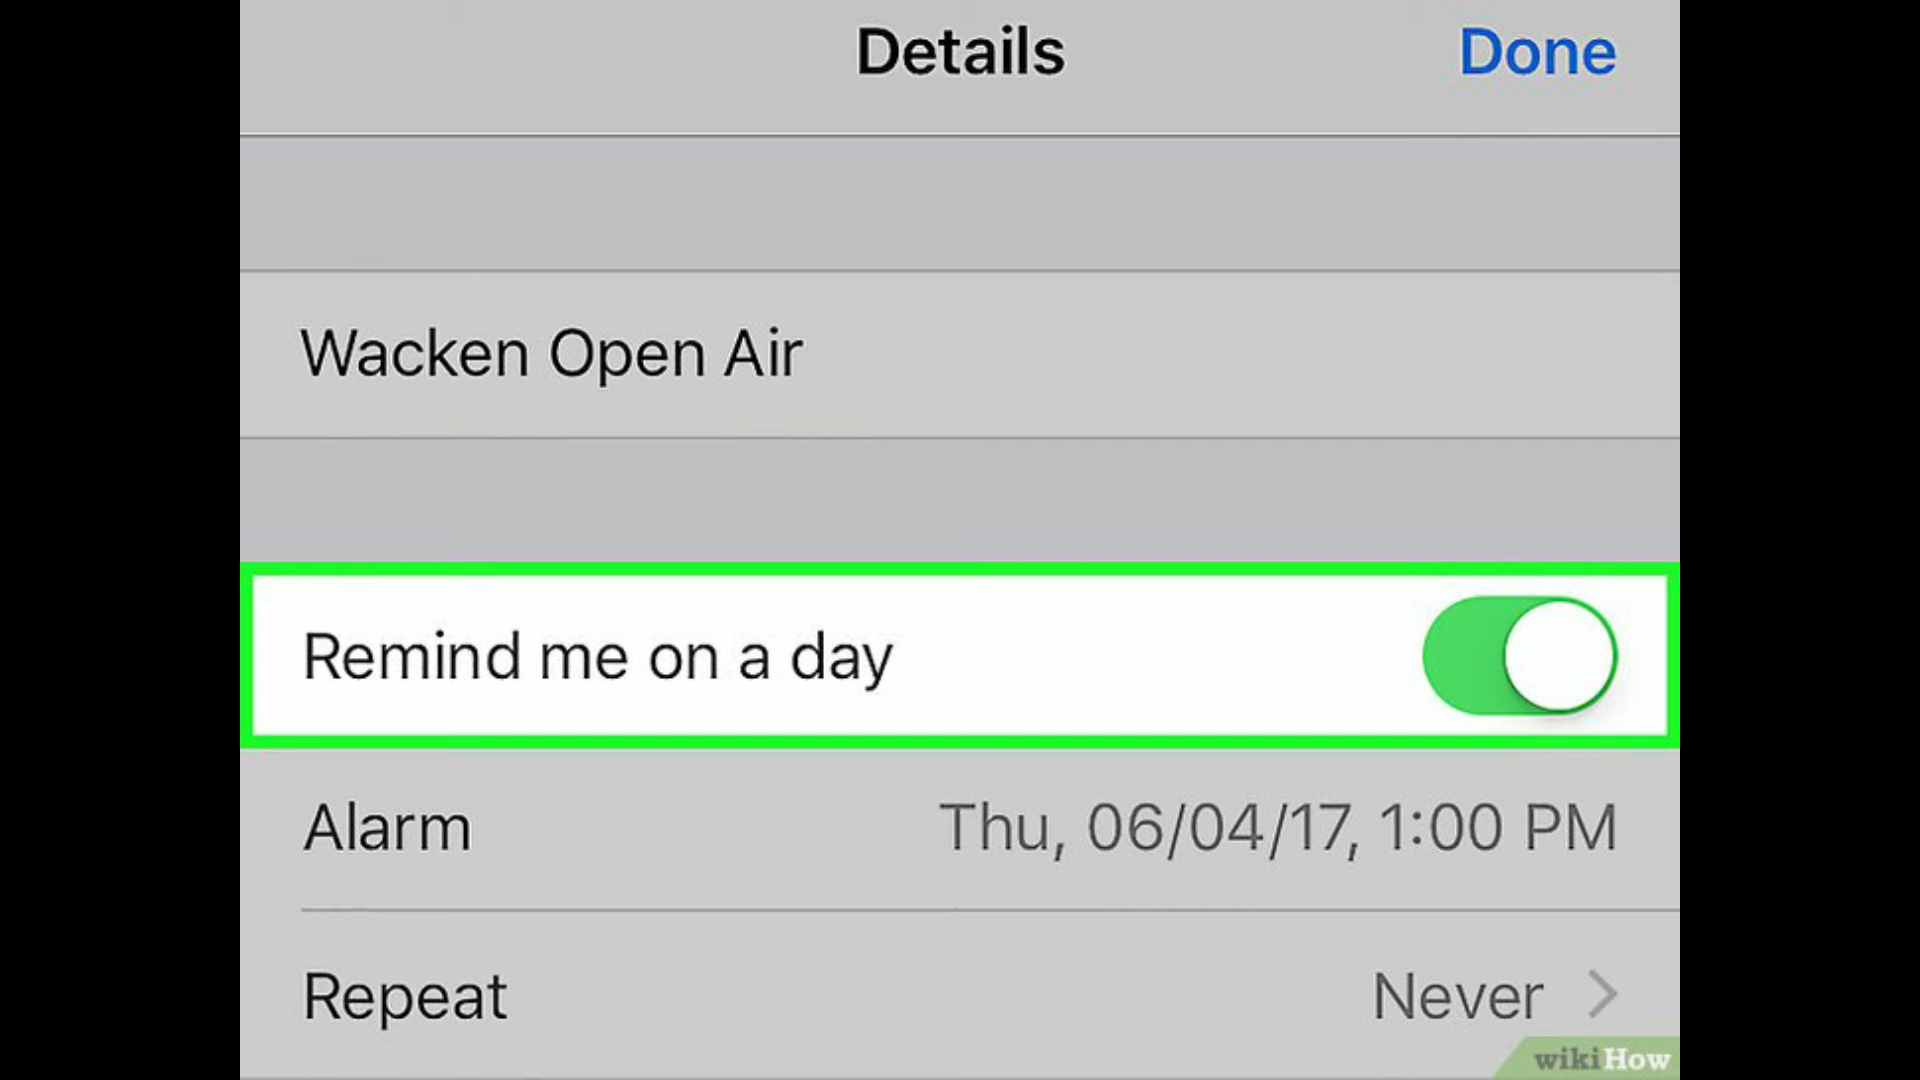 Details
Done
Wacken Open Air
Remind me on a day
Alarm
Thu, 06/04/17, 1:00 PM
Repeat
Never
wikiHow